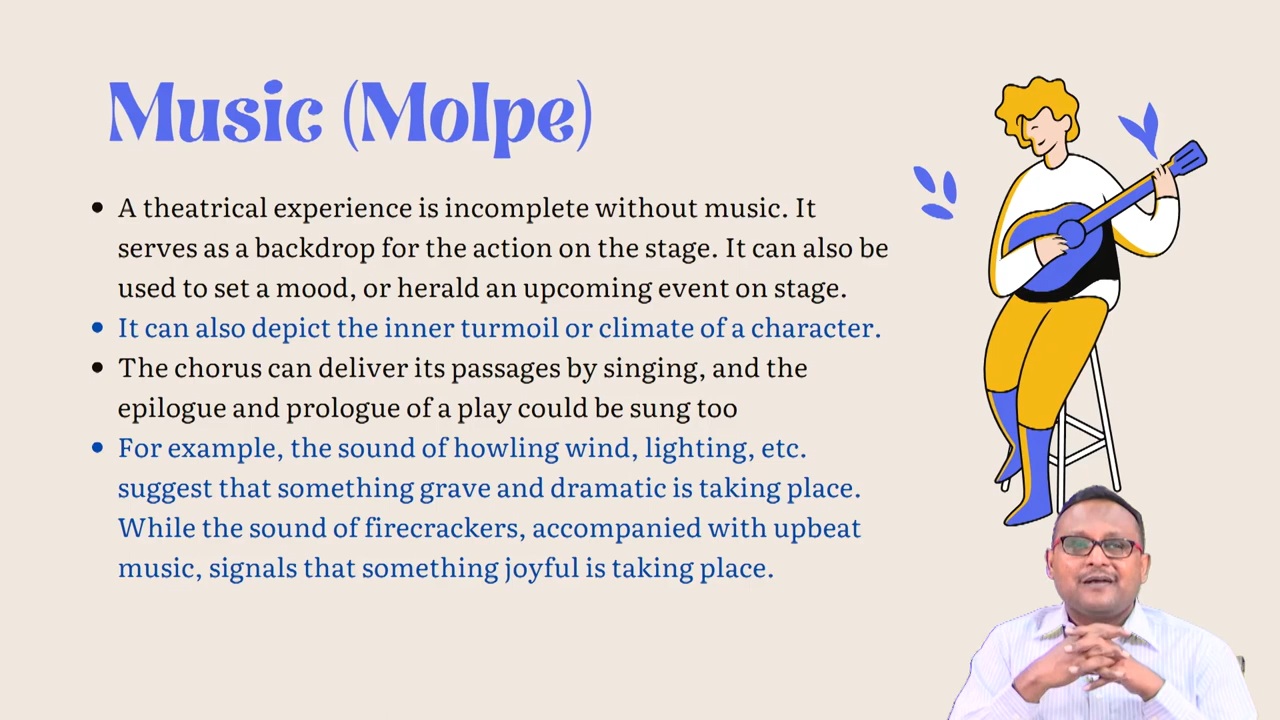 Music (Molpe)
• A theatrical experience is incomplete without music. It
serves as a backdrop for the action on the stage. It can also be
used to set a mood, or herald an upcoming event on stage.
• It can also depict the inner turmoil or climate of a character.
• The chorus can deliver its passages by singing, and the
epilogue and prologue of a play could be sung too
• For example, the sound of howling wind, lighting, etc.
suggest that something grave and dramatic is taking place.
While the sound of firecrackers, accompanied with upbeat
music, signals that something joyful is taking place.